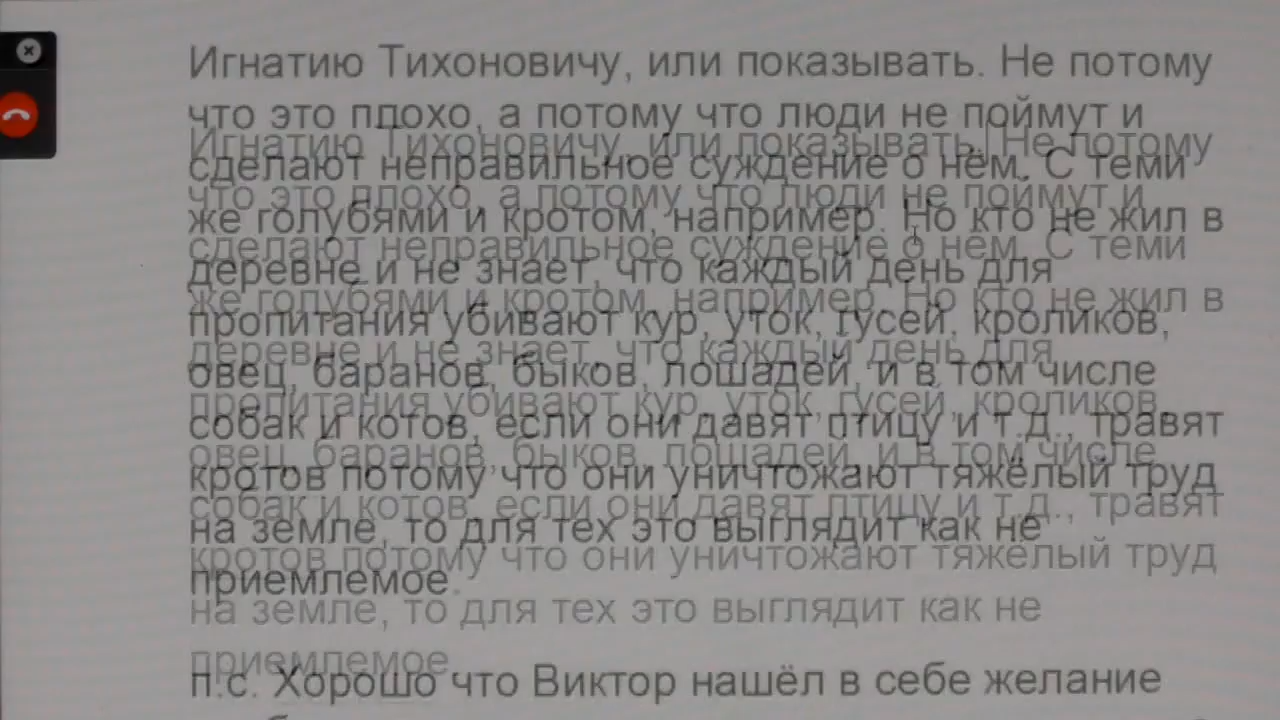 Игнатию Тихоновичу, или показывать. Не потому
что это плохо, а потому что люди не поймут и
сделают неправильное суждение о нём. С теми
же голубями и кротом, например. Но кто не жил в
деревне и не знает, что каждый день для
пропитания убивают кур, уток, гусей, кроликов,
овец, баранов, быков, лошадей, и в том числе
собак и котов, если они давят птицу и т.д., травят
кротов потому что они уничтожают тяжёлый труд
на земле, то для тех это выглядит как не
приемлемое.
п.с. Хорошо что Виктор нашёл в себе желание